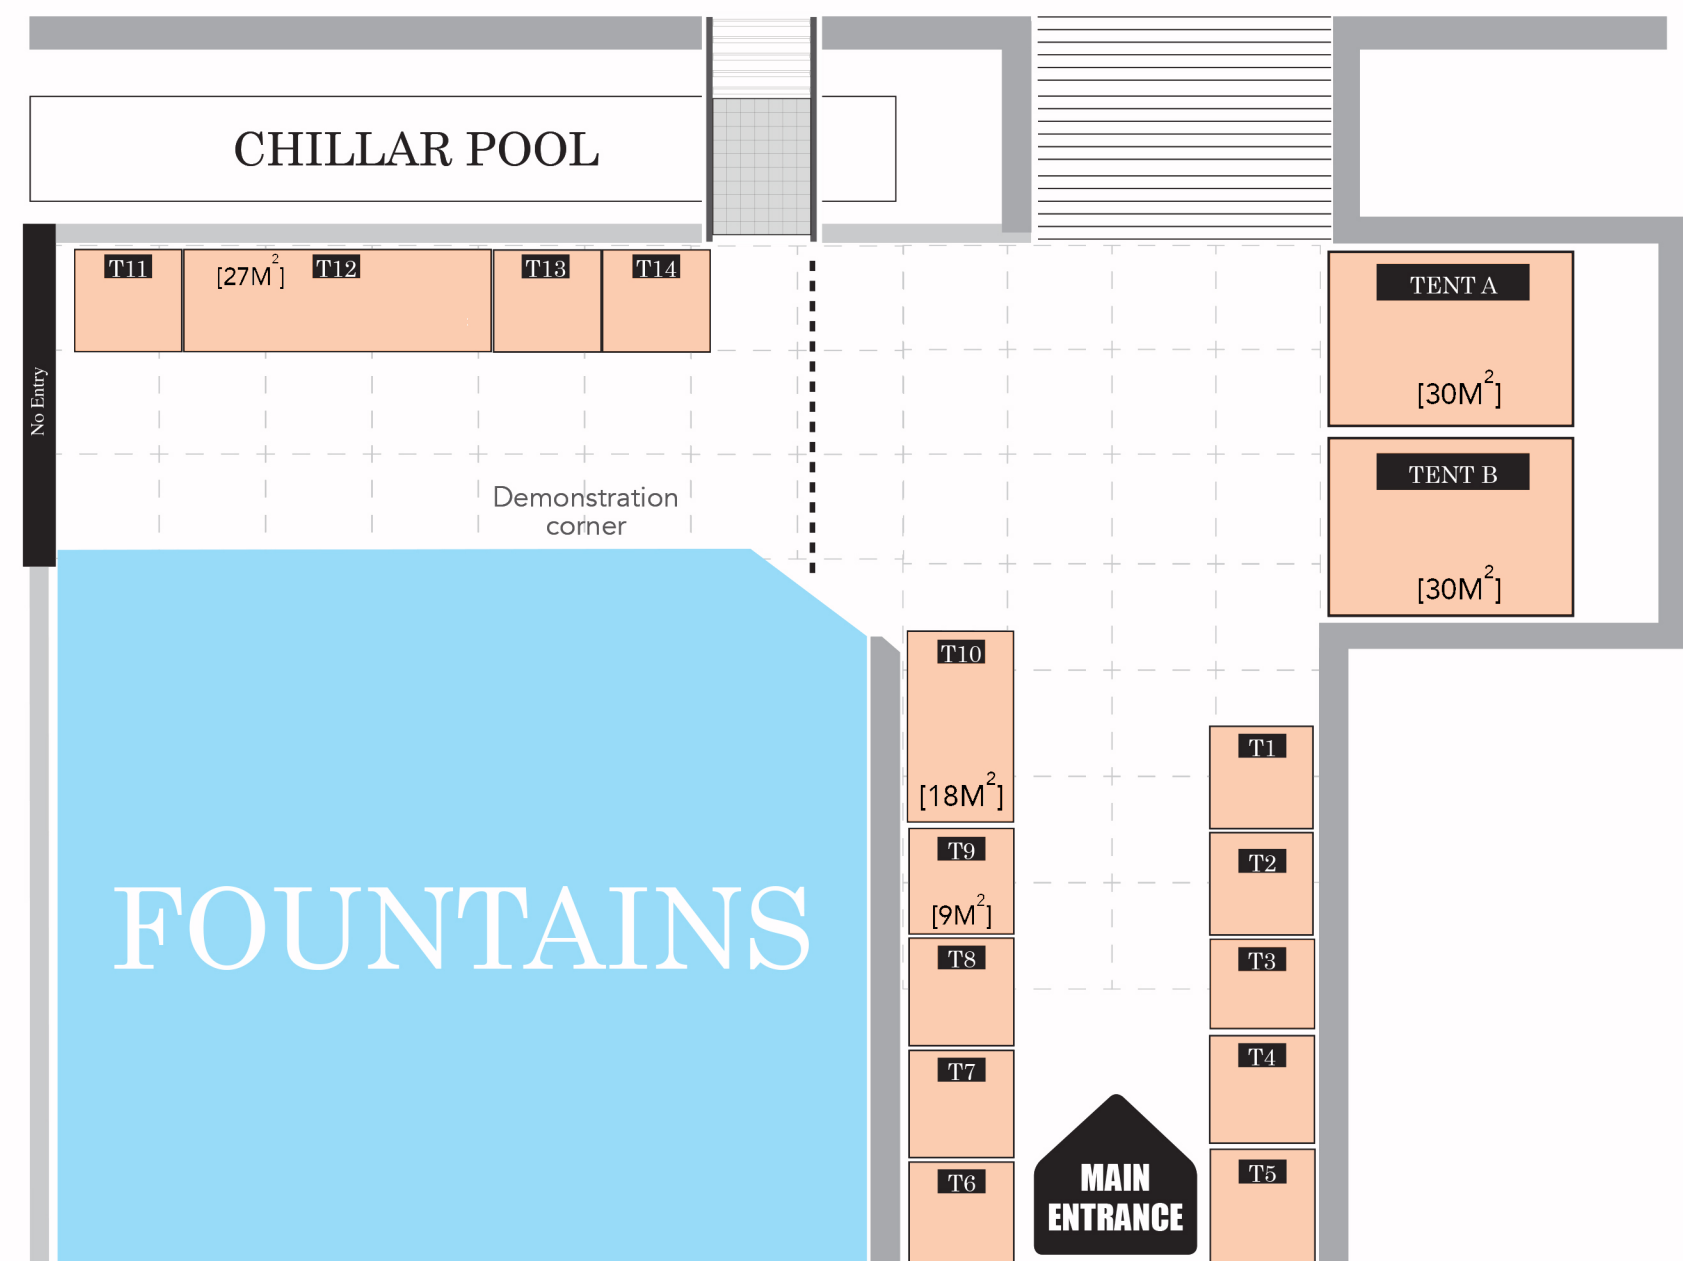 CHILLAR POOL
T11
[27M²]
T12
T13
T14
TENT A
[30M²]
No Entry
TENT B
[30M²]
Demonstration
corner
T10
[18M²]
T1
T9
[9M²]
T2
FOUNTAINS
T8
T3
T7
T4
T6
MAIN
ENTRANCE
T5